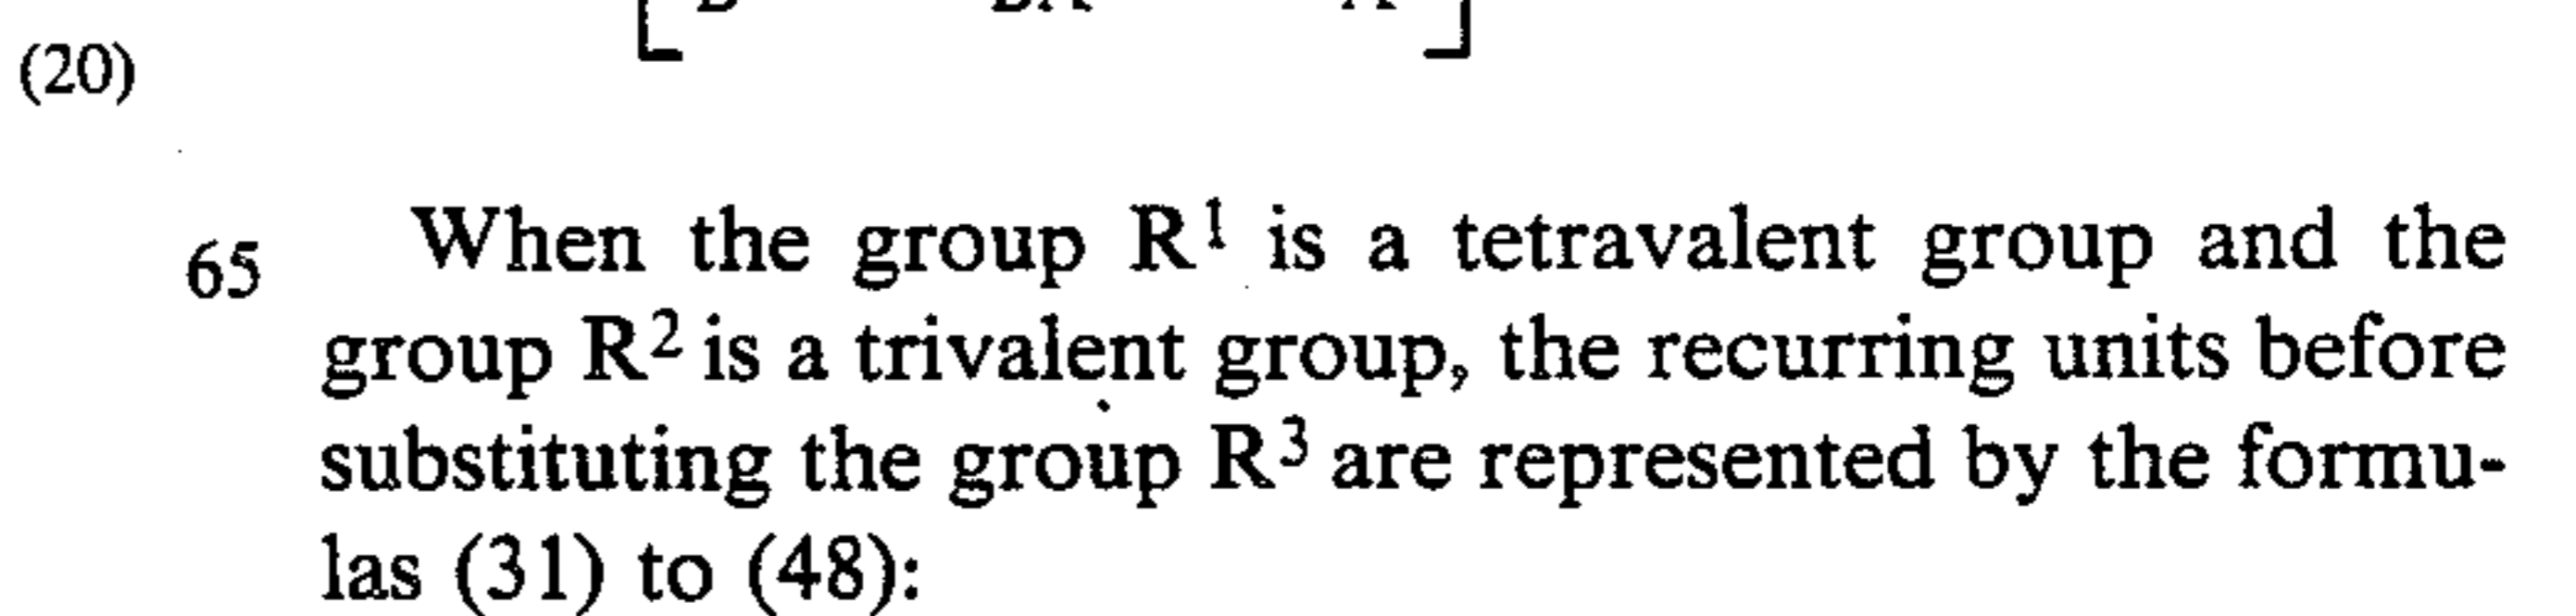 (20)
65 When the group R¹ is a tetravalent group and the
group R² is a trivalent group, the recurring units before
substituting the group R³ are represented by the formu-
las (31) to (48):